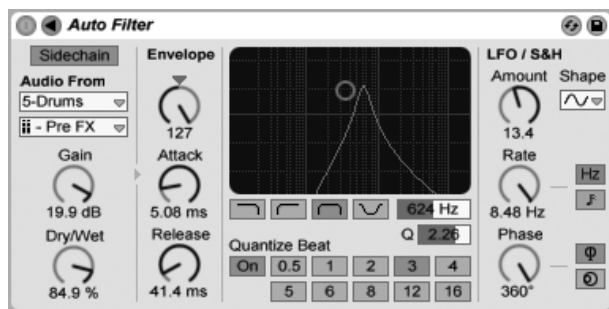 Auto Filter
Sidechain
Audio From
5-Drums
ii - Pre FX
Gain
19.9 dB
Dry/Wet
84.9 %
Envelope
127
Attack
5.08 ms
Release
41.4 ms
624 Hz
Q 2.26
Quantize Beat
On 0.5 1 2 3 4
5 6 8 12 16
LFO / S&H
Amount
13.4
Shape
Rate
8.48 Hz
Hz
Phase
360°
Φ